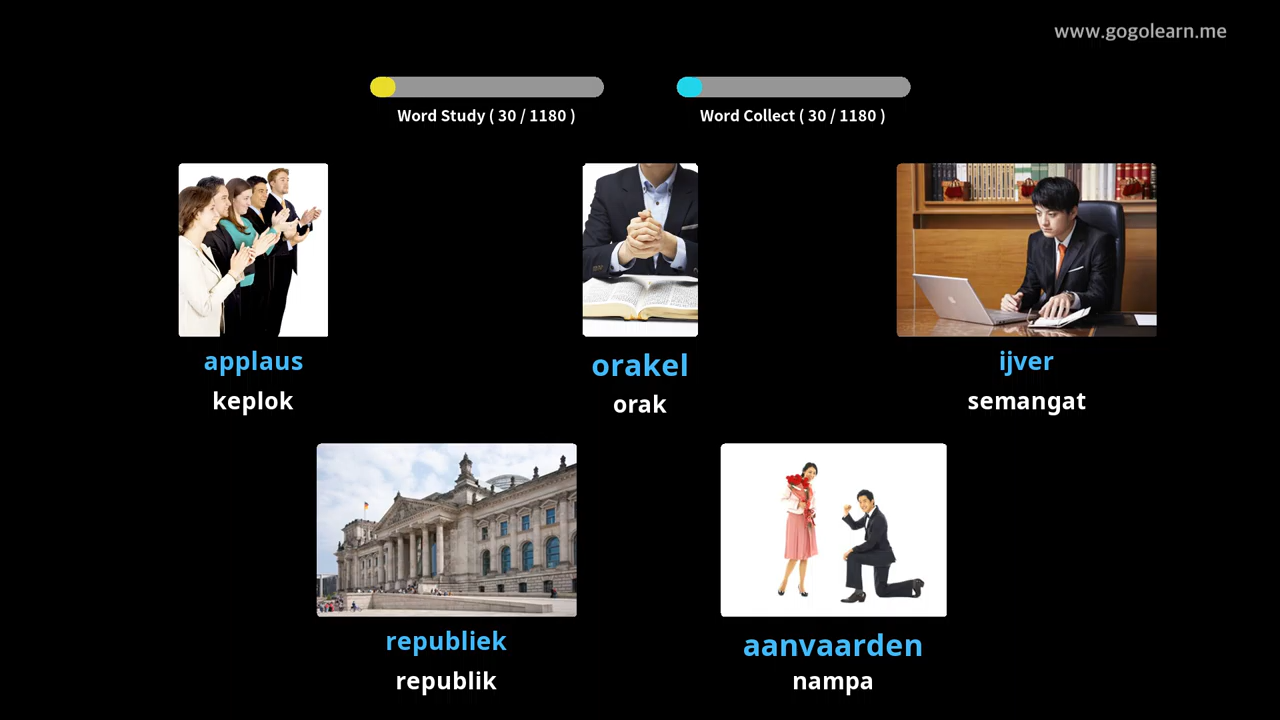 www.gogolearn.me
Word Study ( 30 / 1180 )
Word Collect ( 30 / 1180 )
applaus
keplok
orakel
orak
ijver
semangat
republiek
republik
aanvaarden
nampa